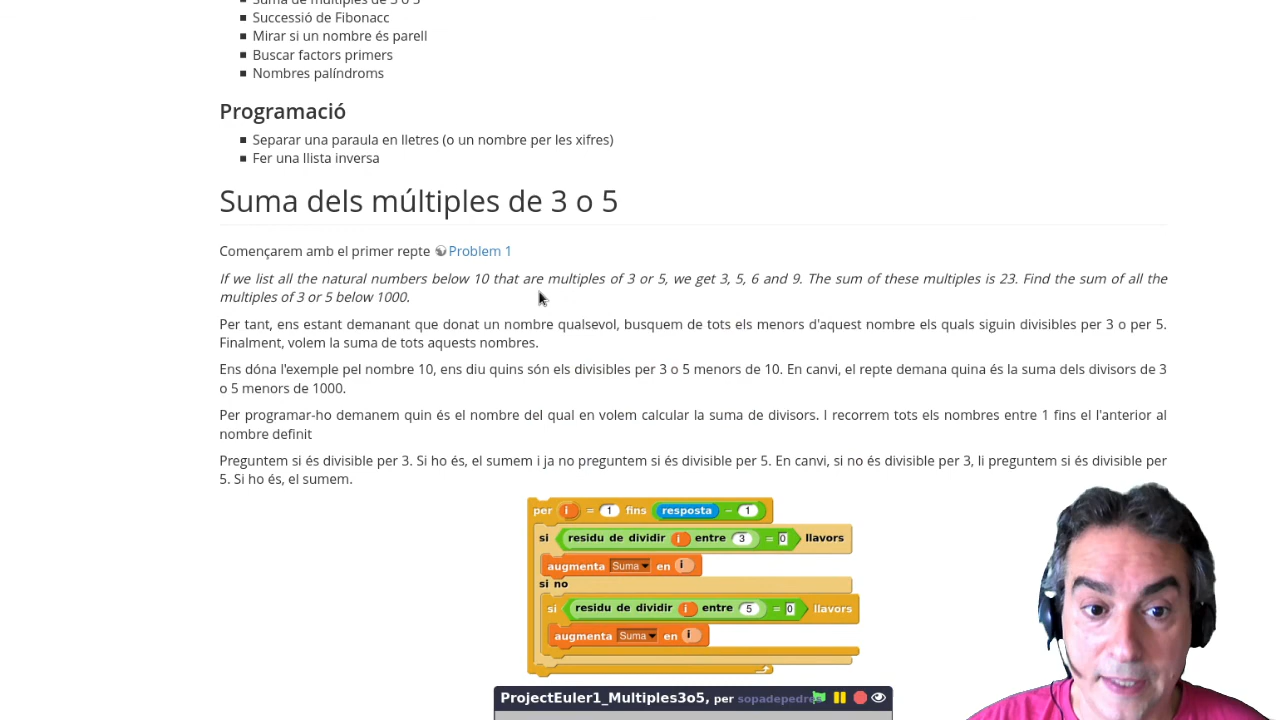 Suma de múltiples de 3 o 5
Successió de Fibonacc
Mirar si un nombre és parell
Buscar factors primers
Nombres palíndroms
Programació
Separar una paraula en lletres (o un nombre per les xifres)
Fer una llista inversa
Suma dels múltiples de 3 o 5
Començarem amb el primer repte Problem 1
If we list all the natural numbers below 10 that are multiples of 3 or 5, we get 3, 5, 6 and 9. The sum of these multiples is 23. Find the sum of all the
multiples of 3 or 5 below 1000.
Per tant, ens estant demanant que donat un nombre qualsevol, busquem de tots els menors d'aquest nombre els quals siguin divisibles per 3 o per 5.
Finalment, volem la suma de tots aquests nombres.
Ens dóna l'exemple pel nombre 10, ens diu quins són els divisibles per 3 o 5 menors de 10. En canvi, el repte demana quina és la suma dels divisors de 3
o 5 menors de 1000.
Per programar-ho demanem quin és el nombre del qual en volem calcular la suma de divisors. I recorrem tots els nombres entre 1 fins el l'anterior al
nombre definit
Preguntem si és divisible per 3. Si ho és, el sumem i ja no preguntem si és divisible per 5. En canvi, si no és divisible per 3, li preguntem si és divisible per
5. Si ho és, el sumem.
per i = 1 fins resposta - 1
si residu de dividir i entre 3 = 0 llavors
augmenta Suma en i
si no
si residu de dividir i entre 5 = 0 llavors
augmenta Suma en i
ProjectEuler1_Multiples3o5, per sopadepedres